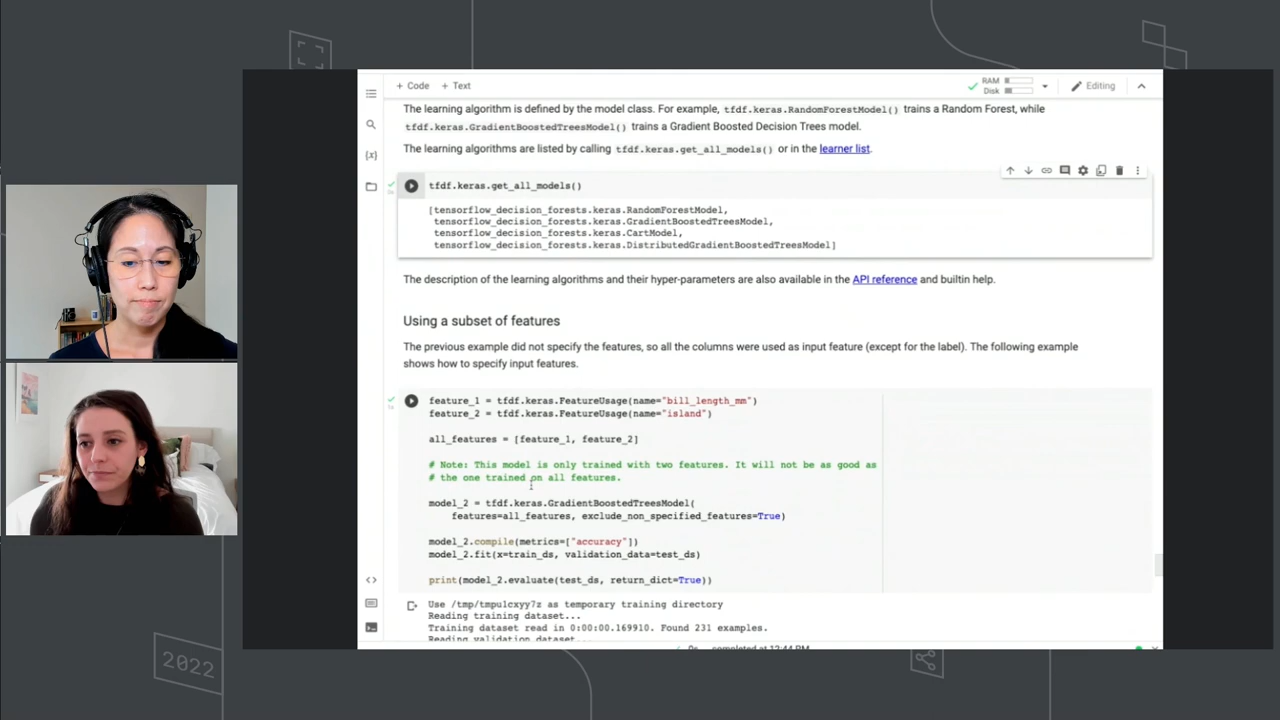 + Code + Text
RAM
Disk
Editing
The learning algorithm is defined by the model class. For example, tfdf.keras.RandomForestModel() trains a Random Forest, while
tfdf.keras.GradientBoostedTreesModel() trains a Gradient Boosted Decision Trees model.
The learning algorithms are listed by calling tfdf.keras.get_all_models() or in the learner list.
tfdf.keras.get_all_models()
[tensorflow_decision_forests.keras.RandomForestModel,
tensorflow_decision_forests.keras.GradientBoostedTreesModel,
tensorflow_decision_forests.keras.CartModel,
tensorflow_decision_forests.keras.DistributedGradientBoostedTreesModel]
The description of the learning algorithms and their hyper-parameters are also available in the API reference and builtin help.
Using a subset of features
The previous example did not specify the features, so all the columns were used as input feature (except for the label). The following example
shows how to specify input features.
feature_1 = tfdf.keras.FeatureUsage(name="bill_length_mm")
feature_2 = tfdf.keras.FeatureUsage(name="island")
all_features = [feature_1, feature_2]
# Note: This model is only trained with two features. It will not be as good as
# the one trained on all features.
model_2 = tfdf.keras.GradientBoostedTreesModel(
features=all_features, exclude_non_specified_features=True)
model_2.compile(metrics=["accuracy"])
model_2.fit(x=train_ds, validation_data=test_ds)
print(model_2.evaluate(test_ds, return_dict=True))
Use /tmp/tmpulcxyy7z as temporary training directory
Reading training dataset...
Training dataset read in 0:00:00.169910. Found 231 examples.
Reading validation dataset...
0s completed at 12:44 PM
2022